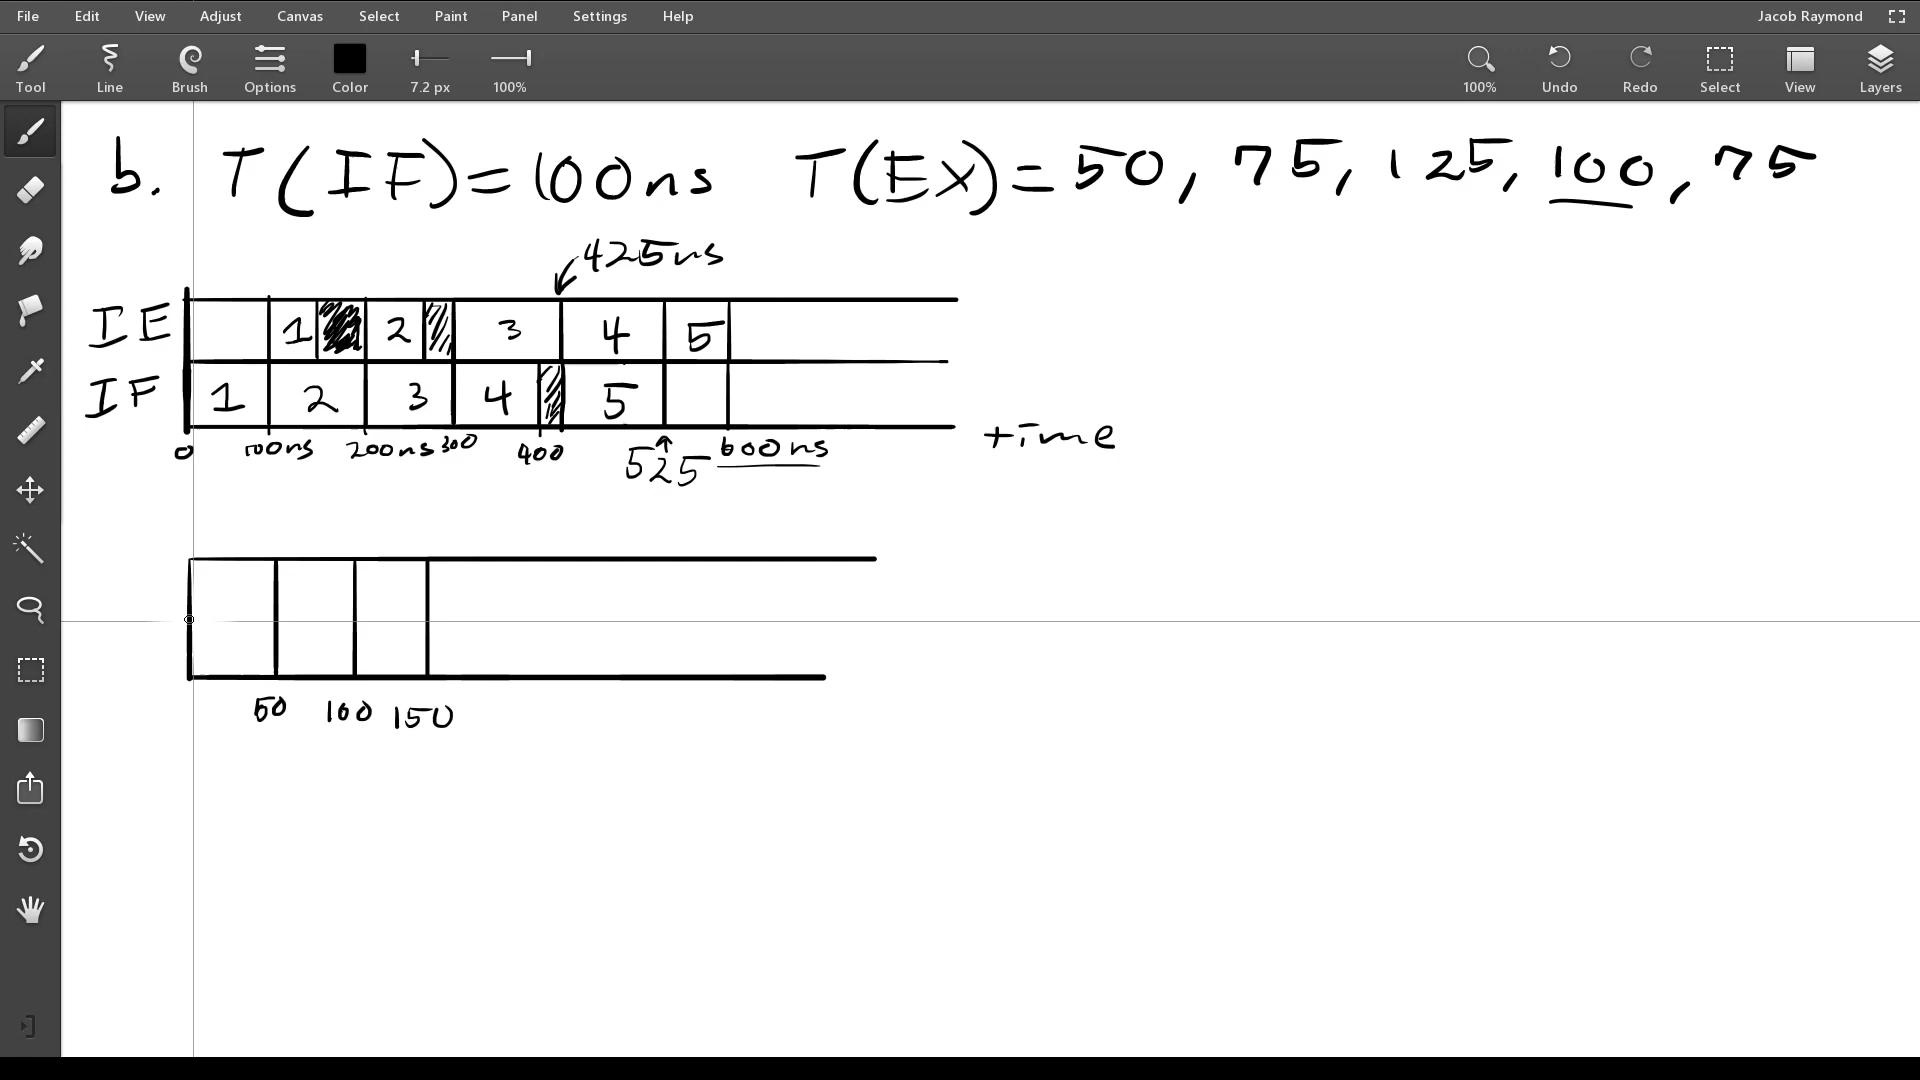 File Edit View Adjust Canvas Select Paint Panel Settings Help Jacob Raymond
Tool Line Brush Options Color 7.2 px 100% 100% Undo Redo Select View Layers
b. T(IF)=100ns T(EX)=50, 75, 125, 100, 75
425ns
IE 1 2 3 4 5
IF 1 2 3 4 5
0 100ns 200ns 300 400 525 600ns
time
50 100 150